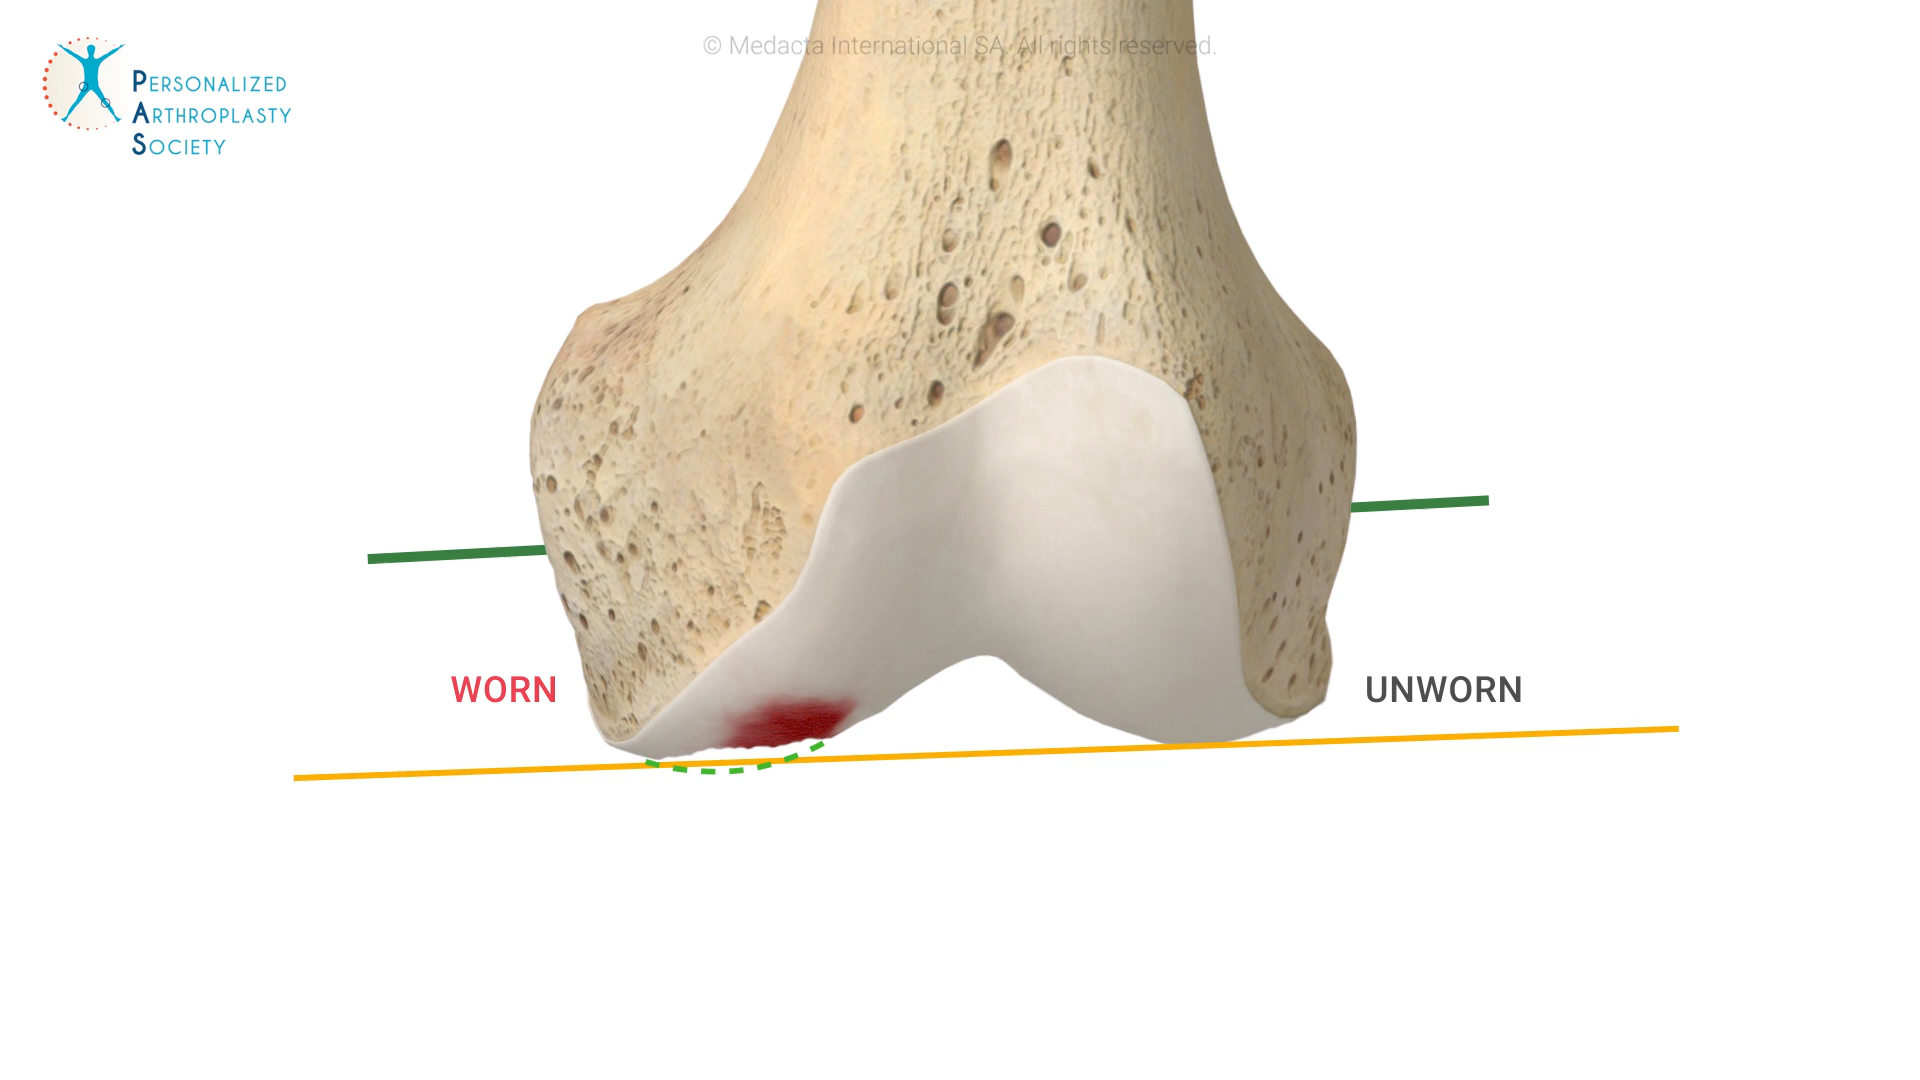 © Medacta International SA. All rights reserved.
PERSONALIZED
ARTHROPLASTY
SOCIETY
WORN
UNWORN